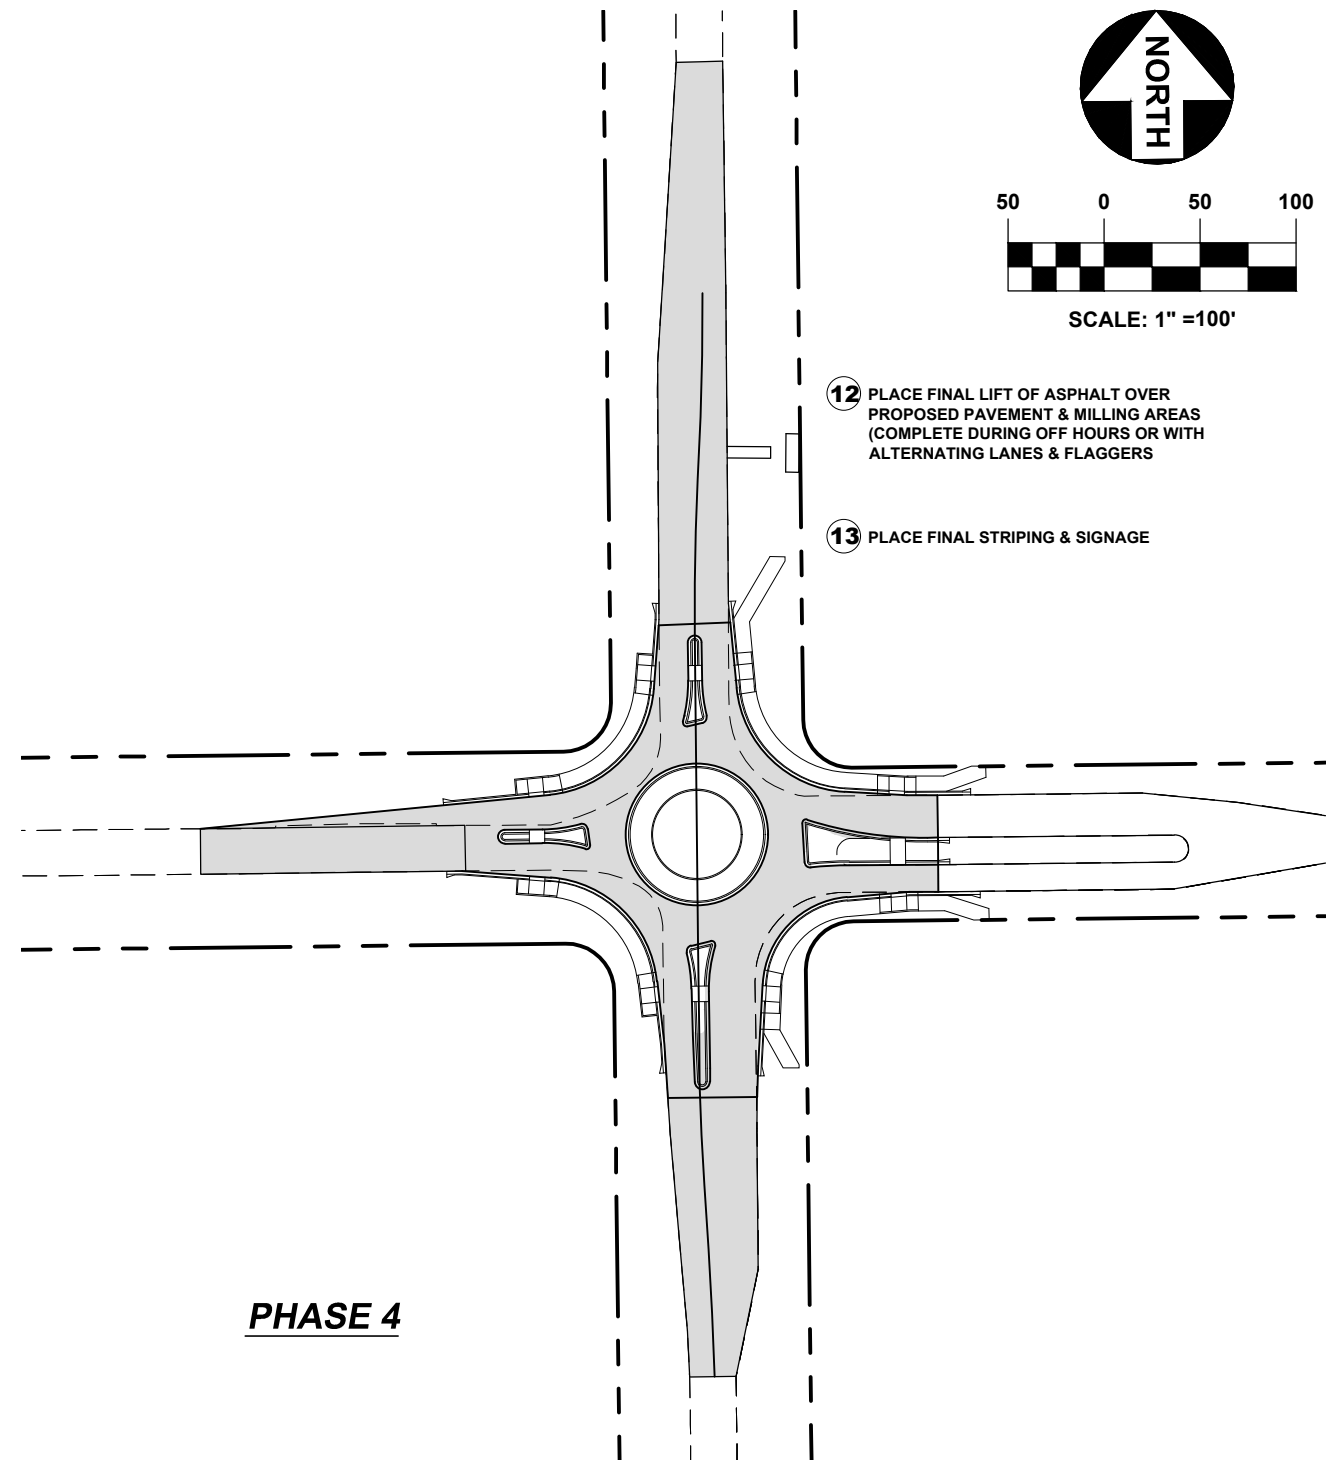 NORTH
50 0 50 100
SCALE: 1" =100'
12 PLACE FINAL LIFT OF ASPHALT OVER
PROPOSED PAVEMENT & MILLING AREAS
(COMPLETE DURING OFF HOURS OR WITH
ALTERNATING LANES & FLAGGERS
13 PLACE FINAL STRIPING & SIGNAGE
PHASE 4